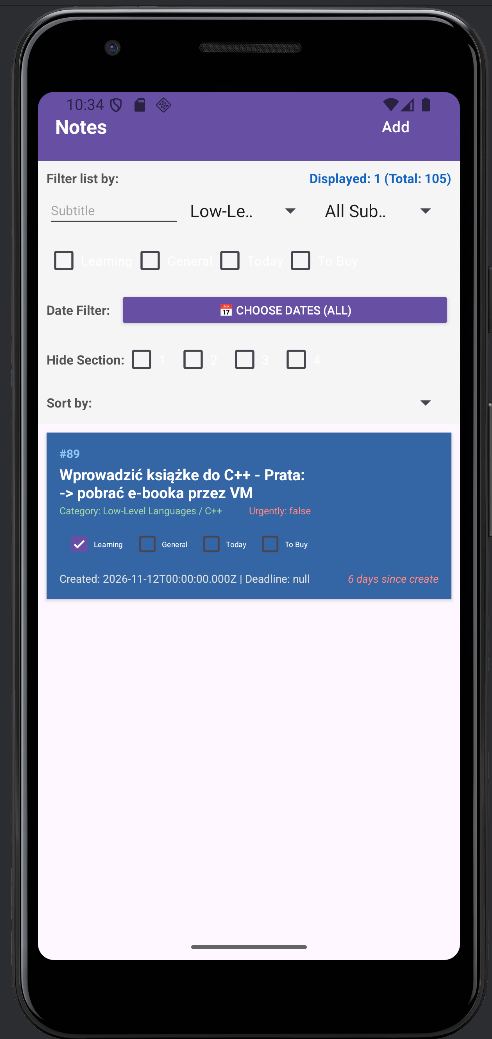 10:34
Notes
Add
Filter list by:
Displayed: 1 (Total: 105)
Subtitle
Low-Le..
All Sub..
Learning
General
Today
To Buy
Date Filter:
📅 CHOOSE DATES (ALL)
Hide Section:
1
2
3
4
Sort by:
#89
Wprowadzić książke do C++ - Prata:
-> pobrać e-booka przez VM
Category: Low-Level Languages / C++
Urgently: false
Learning
General
Today
To Buy
Created: 2026-11-12T00:00:00.000Z | Deadline: null
6 days since create